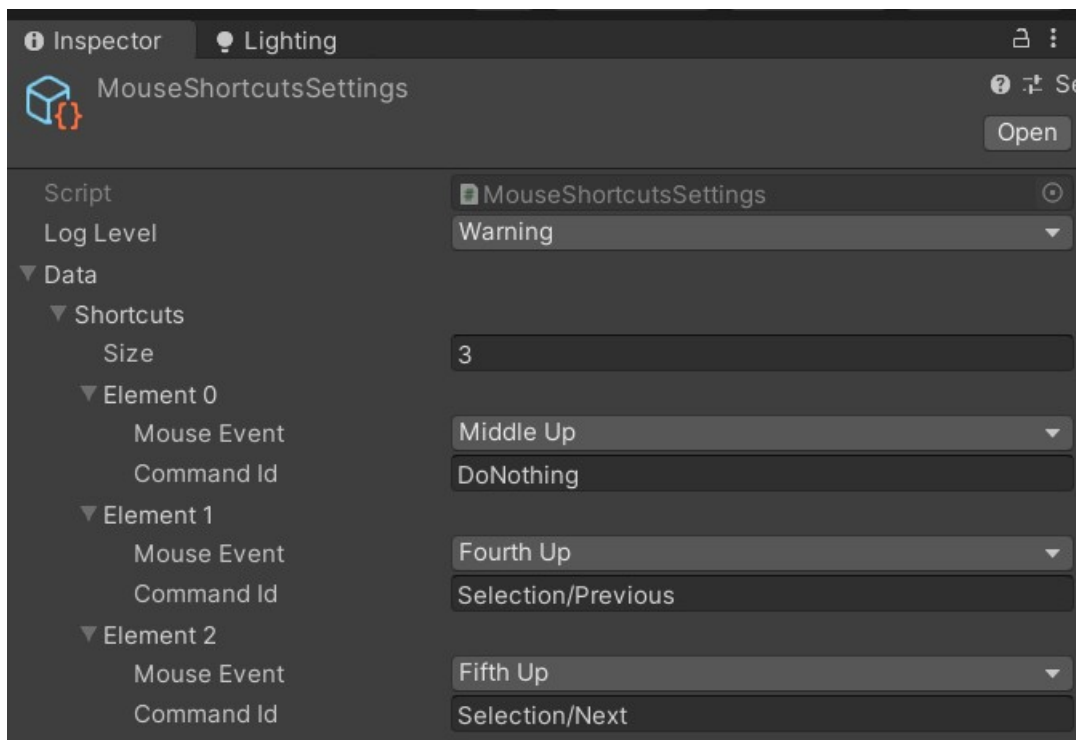 Inspector Lighting
MouseShortcutsSettings
Se
Open
Script MouseShortcutsSettings
Log Level Warning
Data
Shortcuts
Size 3
Element 0
Mouse Event Middle Up
Command Id DoNothing
Element 1
Mouse Event Fourth Up
Command Id Selection/Previous
Element 2
Mouse Event Fifth Up
Command Id Selection/Next